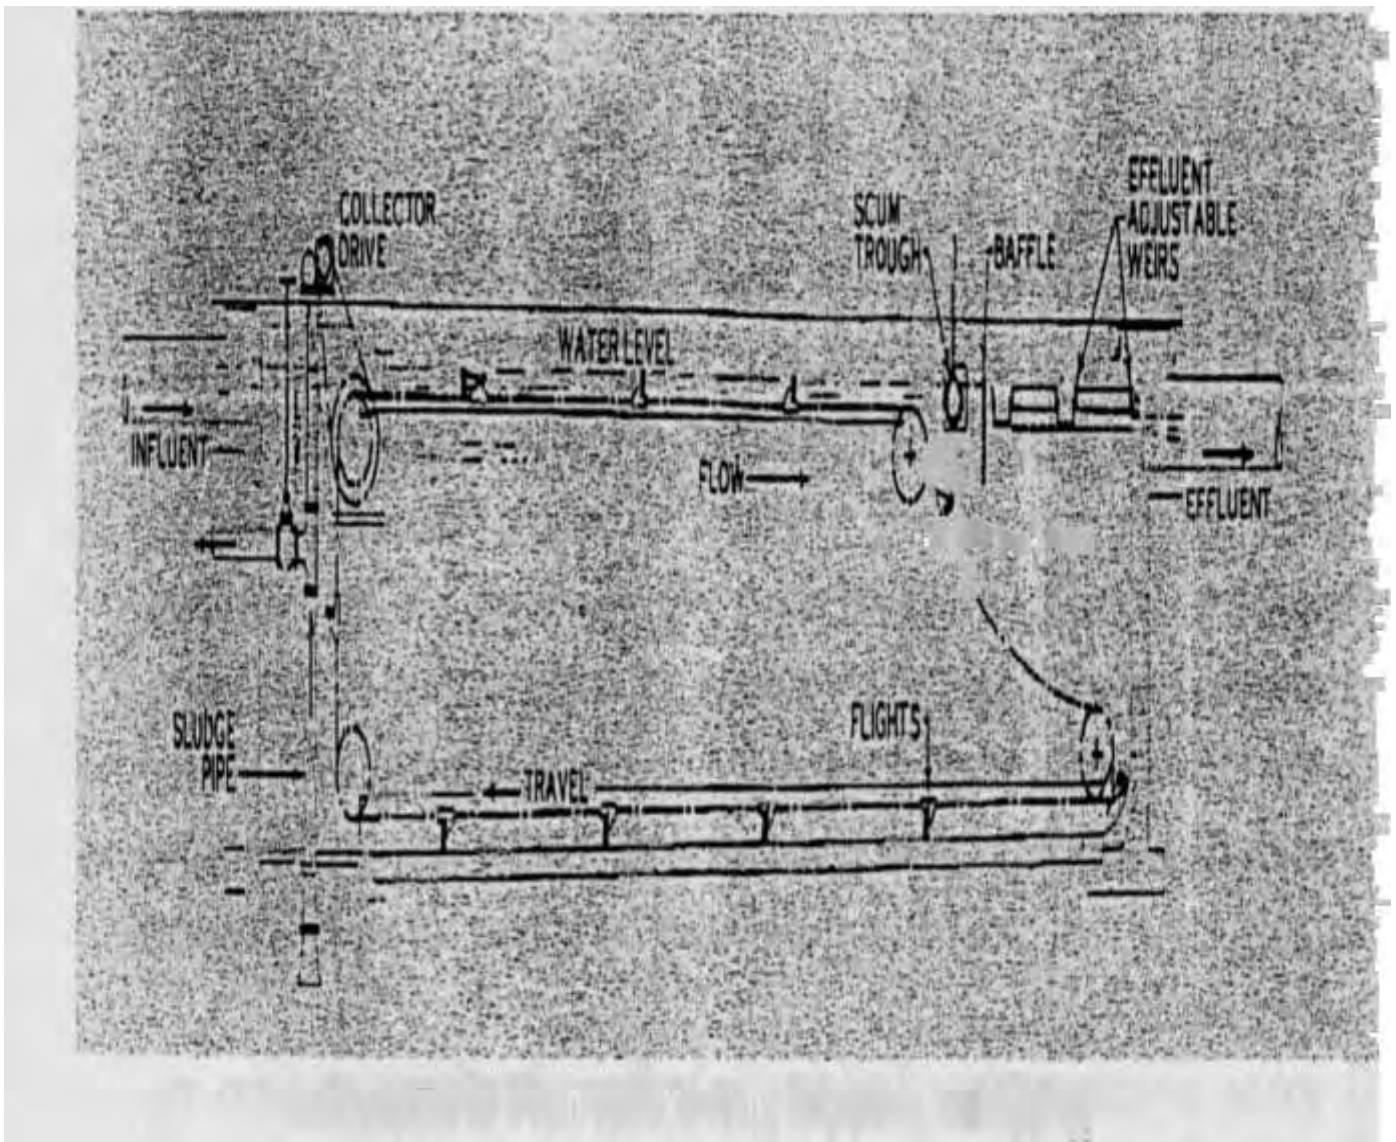 COLLECTOR
DRIVE
SCUM
TROUGH
BAFFLE
EFFLUENT
ADJUSTABLE
WEIRS
WATER LEVEL
INFLUENT
FLOW
EFFLUENT
SLUDGE
PIPE
TRAVEL
FLIGHTS